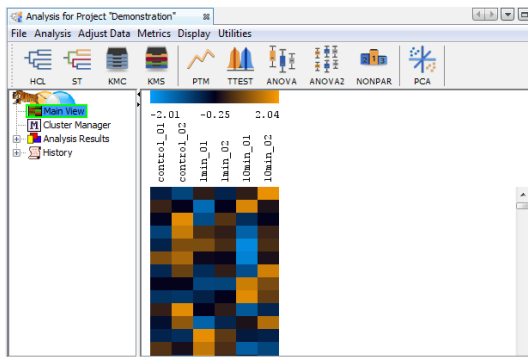 Analysis for Project "Demonstration"
File Analysis Adjust Data Metrics Display Utilities
HCL ST KMC KMS PTM TTEST ANOVA ANOVA2 NONPAR PCA
Main View
M Cluster Manager
Analysis Results
History
-2.01 -0.25 2.04
control_01
control_02
1min_01
1min_02
10min_01
10min_02